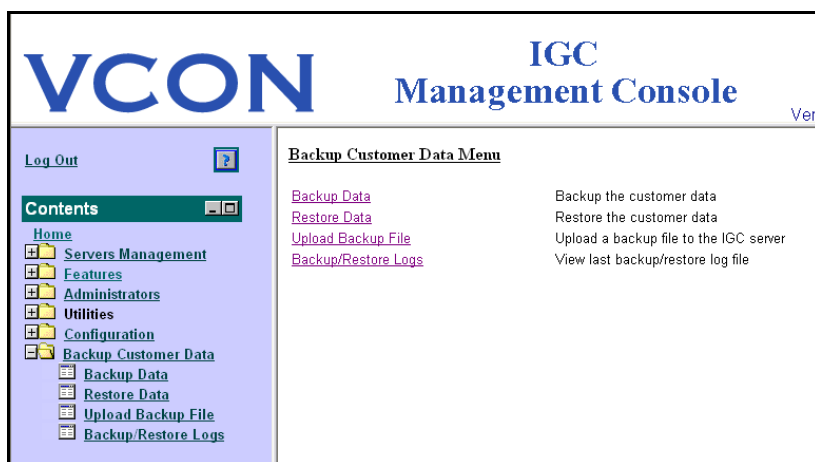 VCON
IGC
Management Console
Ver
Log Out
?
Contents
Home
Servers Management
Features
Administrators
Utilities
Configuration
Backup Customer Data
Backup Data
Restore Data
Upload Backup File
Backup/Restore Logs
Backup Customer Data Menu
Backup Data Backup the customer data
Restore Data Restore the customer data
Upload Backup File Upload a backup file to the IGC server
Backup/Restore Logs View last backup/restore log file